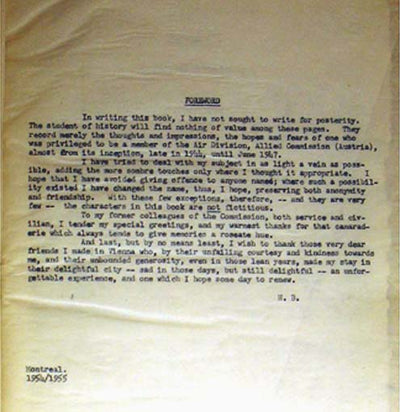 FOREWORD
In writing this book, I have not sought to write for posterity.
The student of history will find nothing of value among these pages. They
record merely the thoughts and impressions, the hopes and fears of one who
was privileged to be a member of the Air Division, Allied Commission (Austria),
almost from its inception, late in 1944, until June 1947.
I have tried to deal with my subject in as light a vein as pos-
sible, adding the more sombre touches only where I thought it appropriate. I
hope that I have avoided giving offence to anyone named; where such a possibil-
ity existed I have changed the name, thus, I hope, preserving both anonymity
and friendship. With these few exceptions, therefore, -- and they are very
few -- the characters in this book are not fictitious.
To my former colleagues of the Commission, both service and civ-
ilian, I tender my special greetings, and my warmest thanks for that camarad-
erie which always tends to give memories a roseate hue.
And last, but by no means least, I wish to thank those very dear
friends I made in Vienna who, by their unfailing courtesy and kindness towards
me, and their unbounded generosity, even in those lean years, made my stay in
their delightful city -- sad in those days, but still delightful -- an unfor-
gettable experience, and one which I hope some day to renew.
H. B.
Montreal.
1954/1955